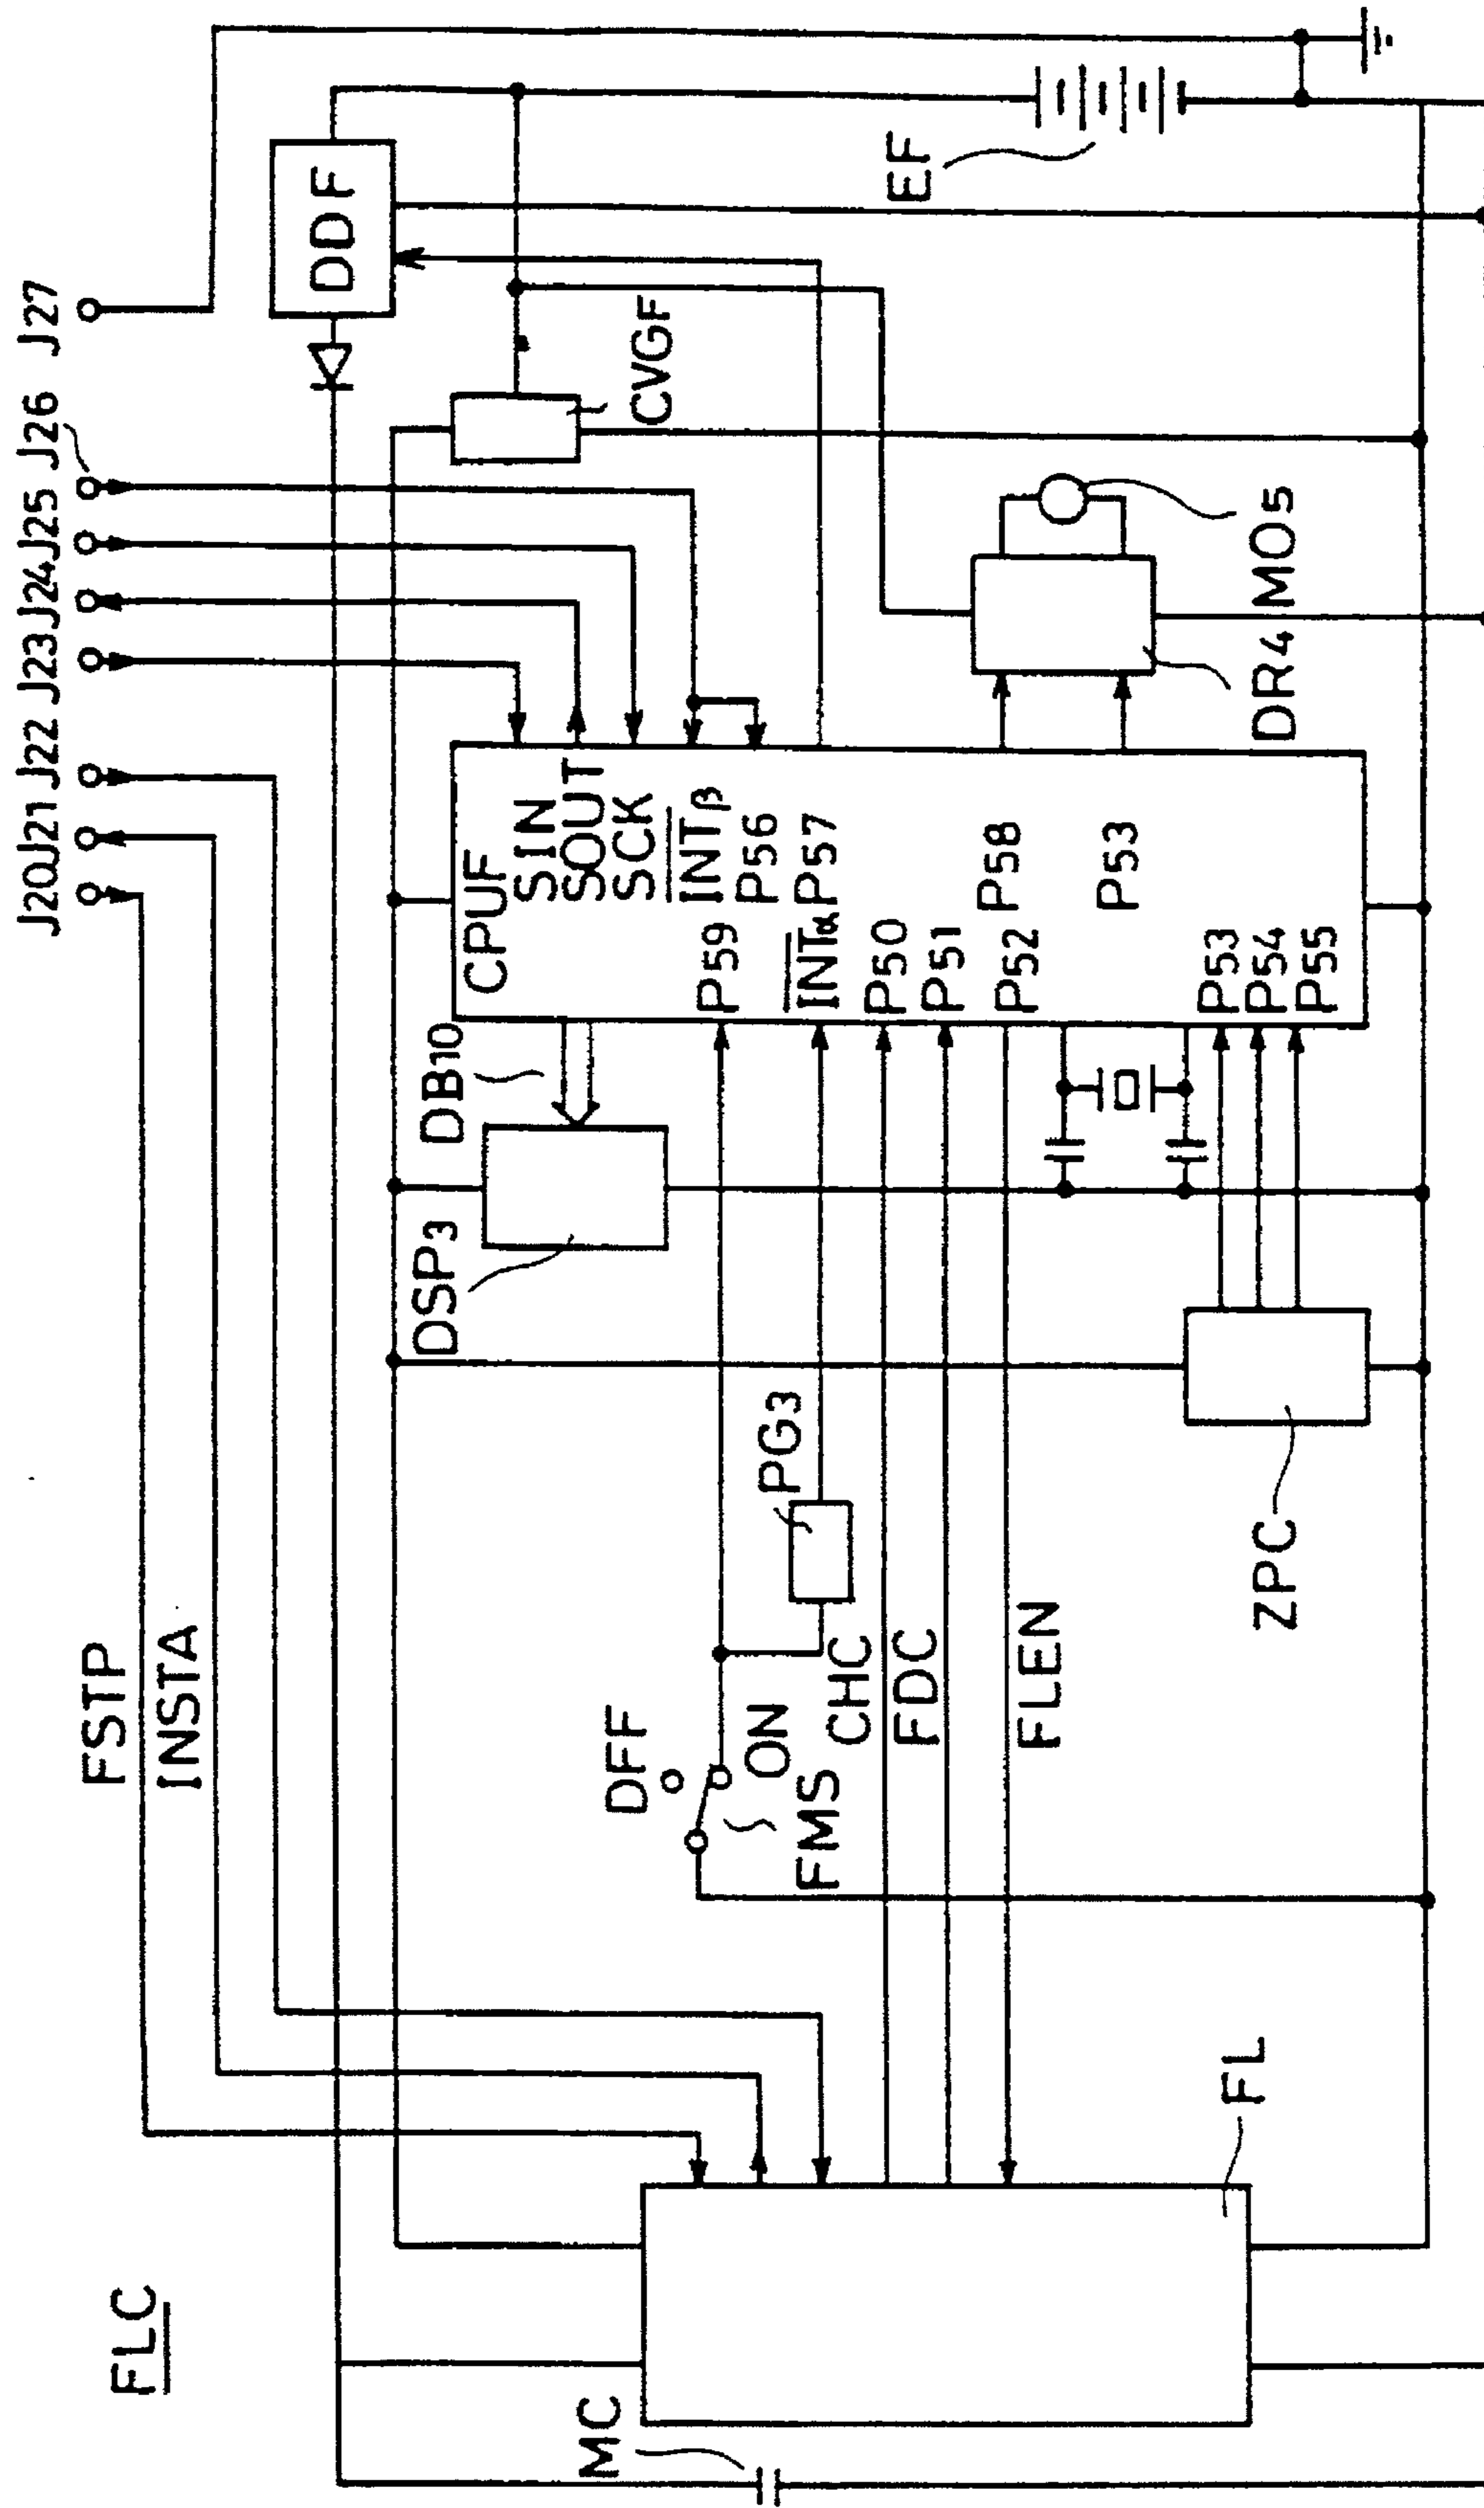 FLC
FSTP
INSTA
J20
J21
J22
J23
J24
J25
J26
J27
DDF
CVGF
EF
MC
FL
DFF
ON
FMS
CHC
FDC
FLEN
PG3
ZPC
DSP3
DB10
CPUF
SIN
SOUT
SCK
INTβ
P56
P57
P58
P53
P59
INTα
P50
P51
P52
P53
P54
P55
DR4
MO5